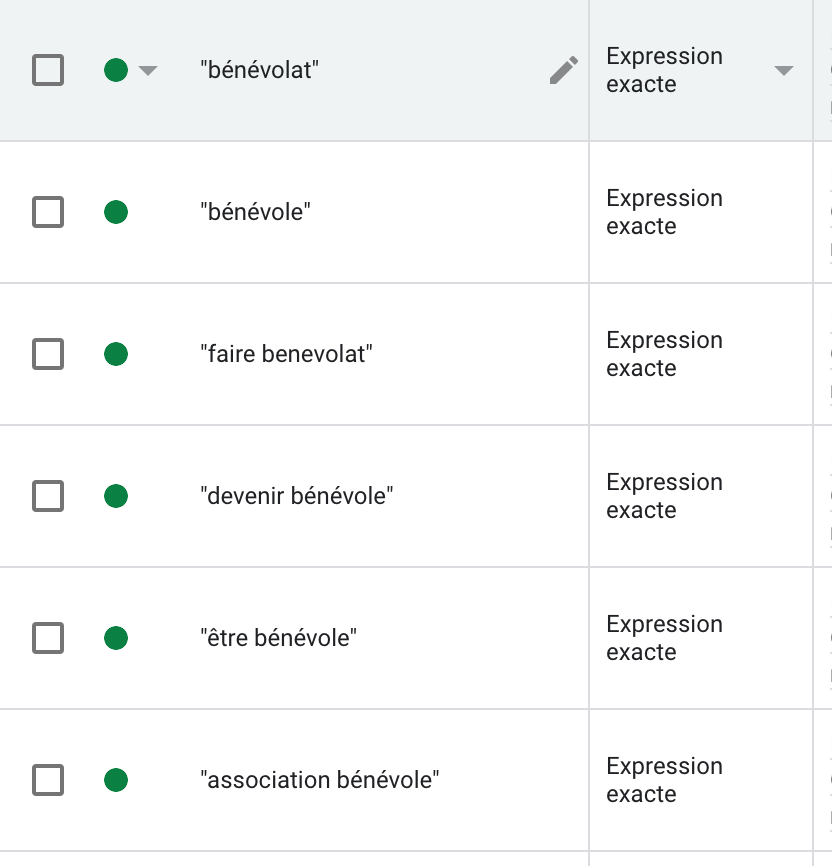 "bénévolat"
Expression
exacte
"bénévole"
Expression
exacte
"faire benevolat"
Expression
exacte
"devenir bénévole"
Expression
exacte
"être bénévole"
Expression
exacte
"association bénévole"
Expression
exacte